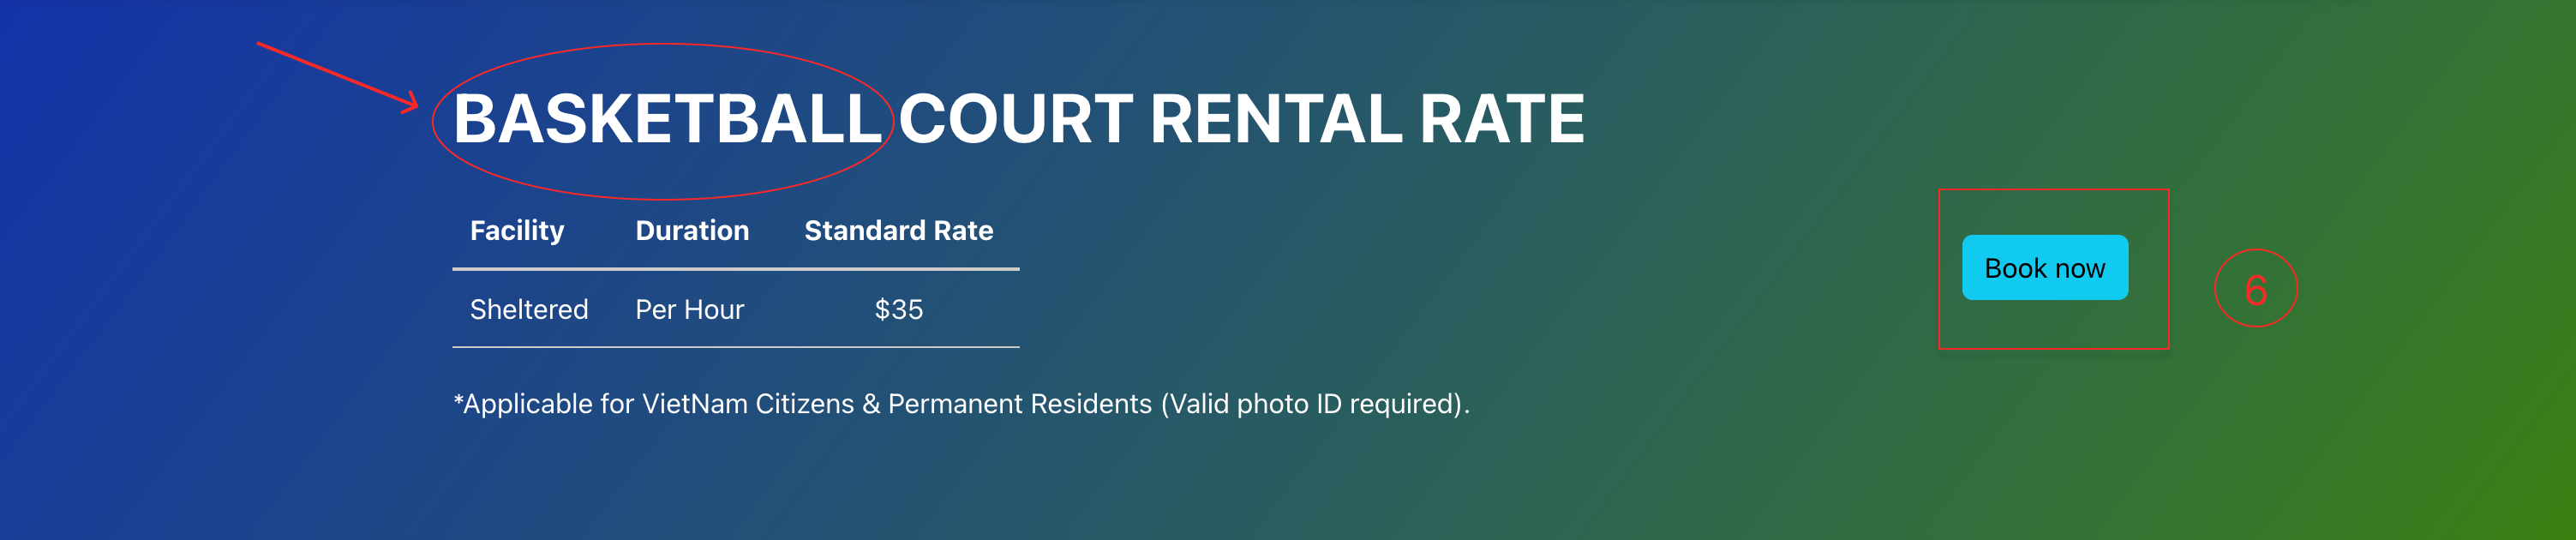 BASKETBALL COURT RENTAL RATE
Facility Duration Standard Rate
Sheltered Per Hour $35
Book now
6
*Applicable for VietNam Citizens & Permanent Residents (Valid photo ID required).